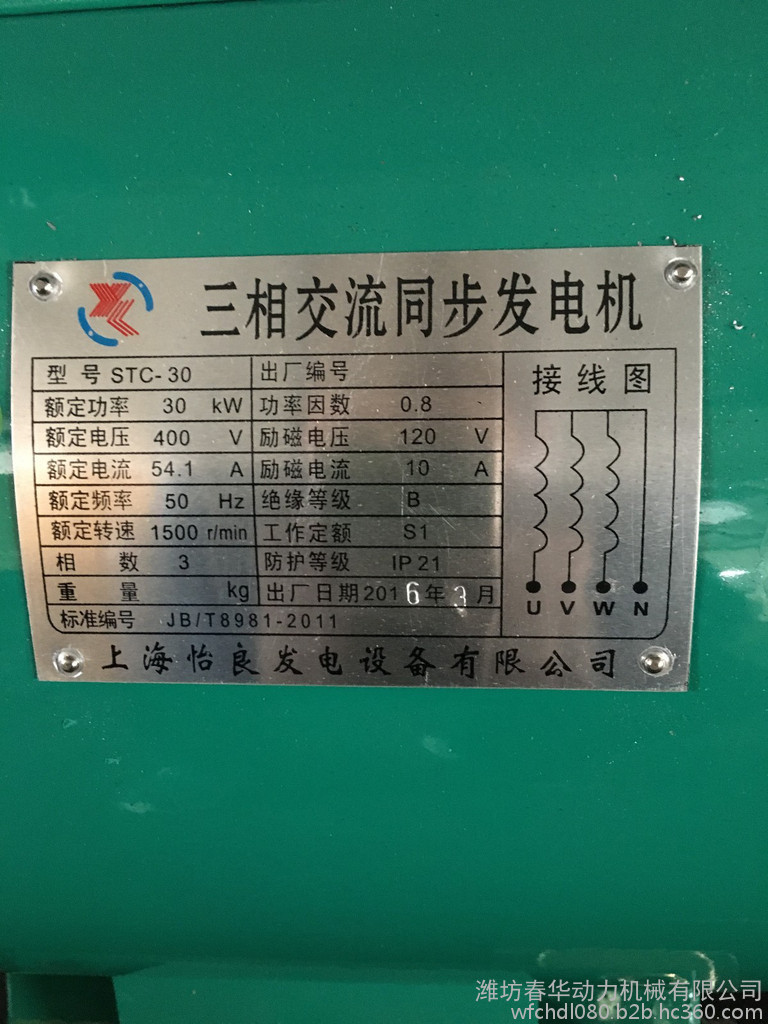 三相交流同步发电机
型号 STC-30 出厂编号
额定功率 30 kW 功率因数 0.8
额定电压 400 V 励磁电压 120 V
额定电流 54.1 A 励磁电流 10 A
额定频率 50 Hz 绝缘等级 B
额定转速 1500 r/min 工作定额 S1
相数 3 防护等级 IP21
重量 kg 出厂日期 2016年3月
标准编号 JB/T8981-2011
接线图
U V W N
上海怡良发电设备有限公司
潍坊春华动力机械有限公司
wfchdl080.b2b.hc360.com